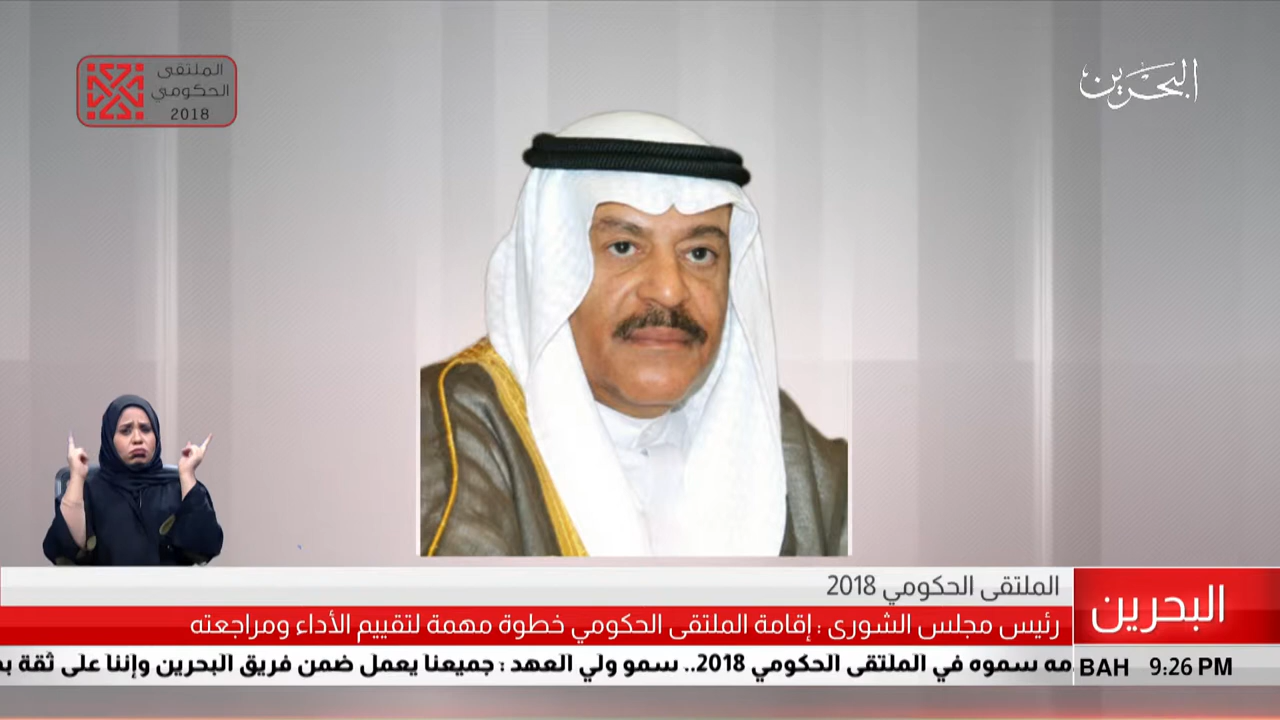 الملتقى
الحكومي
2018
البحرين
الملتقى الحكومي 2018
البحرين
رئيس مجلس الشورى : إقامة الملتقى الحكومي خطوة مهمة لتقييم الأداء ومراجعته
مه سموه في الملتقى الحكومي 2018.. سمو ولي العهد : جميعنا يعمل ضمن فريق البحرين وإننا على ثقة بد
BAH 9:26 PM